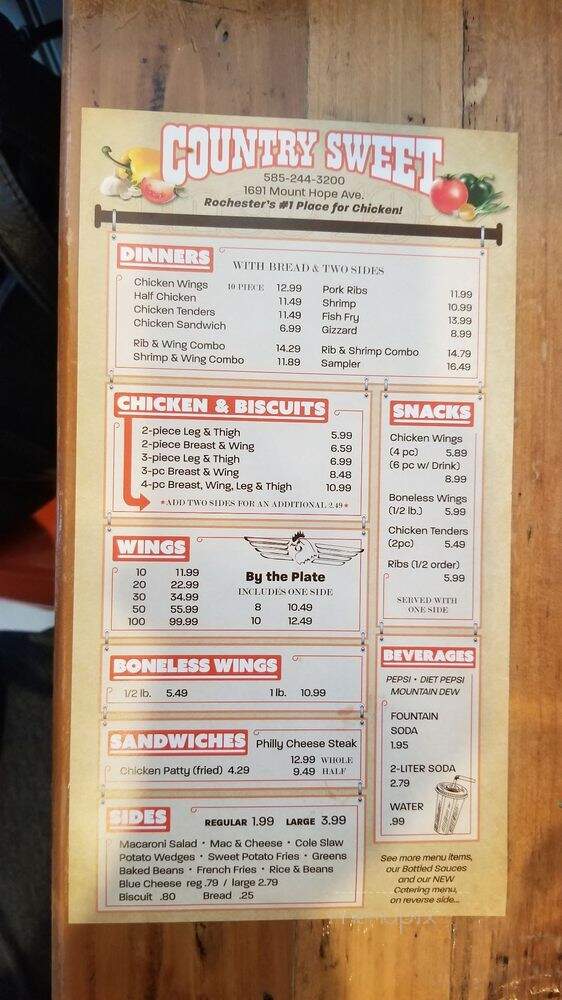 COUNTRY SWEET
585-244-3200
1691 Mount Hope Ave.
Rochester's #1 Place for Chicken!
DINNERS
WITH BREAD & TWO SIDES
Chicken Wings 10 PIECE 12.99
Half Chicken 11.49
Chicken Tenders 11.49
Chicken Sandwich 6.99
Rib & Wing Combo 14.29
Shrimp & Wing Combo 11.89
Pork Ribs 11.99
Shrimp 10.99
Fish Fry 13.99
Gizzard 8.99
Rib & Shrimp Combo 14.79
Sampler 16.49
CHICKEN & BISCUITS
2-piece Leg & Thigh 5.99
2-piece Breast & Wing 6.59
3-piece Leg & Thigh 6.99
3-pc Breast & Wing 8.48
4-pc Breast, Wing, Leg & Thigh 10.99
*ADD TWO SIDES FOR AN ADDITIONAL 2.49*
SNACKS
Chicken Wings
(4 pc) 5.89
(6 pc w/ Drink)
8.99
Boneless Wings
(1/2 lb.) 5.99
Chicken Tenders
(2pc) 5.49
Ribs (1/2 order)
5.99
SERVED WITH
ONE SIDE
WINGS
10 11.99
20 22.99
30 34.99
50 55.99
100 99.99
By the Plate
INCLUDES ONE SIDE
8 10.49
10 12.49
BONELESS WINGS
1/2 lb. 5.49 1 lb. 10.99
BEVERAGES
PEPSI • DIET PEPSI
MOUNTAIN DEW
FOUNTAIN
SODA
1.95
2-LITER SODA
2.79
WATER
.99
SANDWICHES
Philly Cheese Steak
12.99 WHOLE
Chicken Patty (fried) 4.29 9.49 HALF
SIDES
REGULAR 1.99 LARGE 3.99
Macaroni Salad • Mac & Cheese • Cole Slaw
Potato Wedges • Sweet Potato Fries • Greens
Baked Beans • French Fries • Rice & Beans
Blue Cheese reg .79 / large 2.79
Biscuit .80 Bread .25
See more menu items,
our Bottled Sauces
and our NEW
Catering menu,
on reverse side...